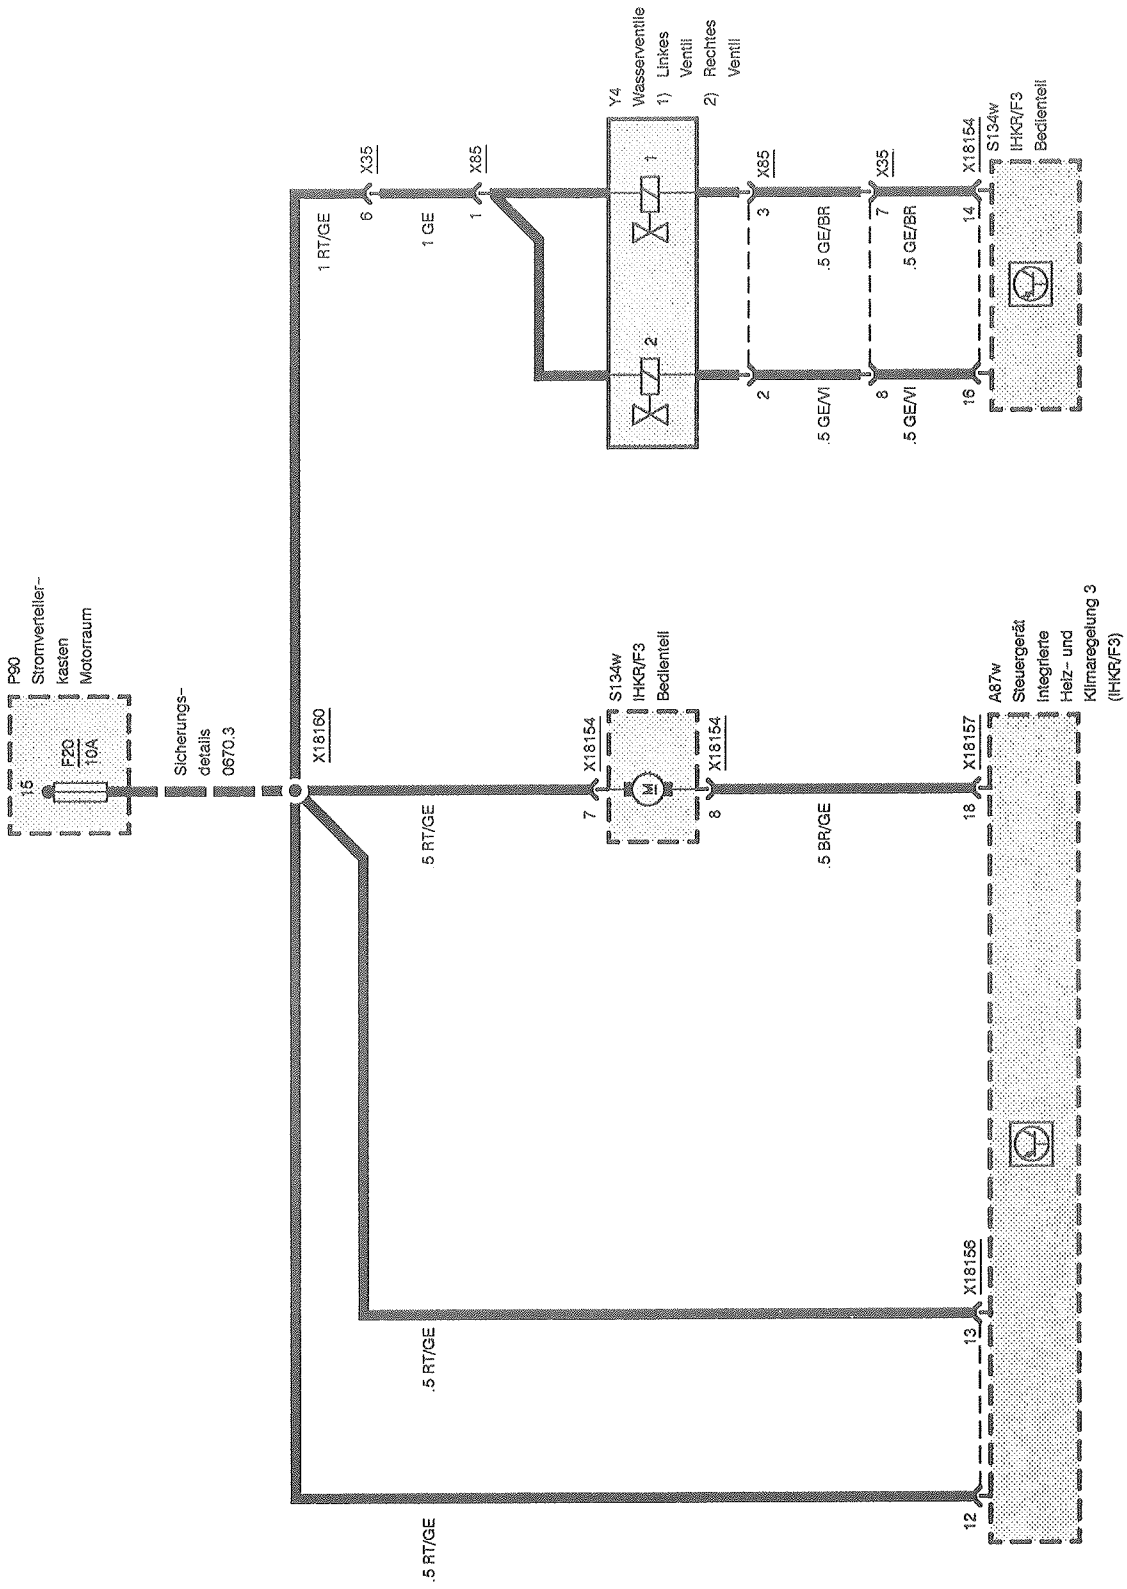 P90
Stromverteiler-
kasten
Motorraum
15
F20
10A
Sicherungs-
details
0670.3
X18160
1 RT/GE
6
X35
1 GE
1
X85
Y4
Wasserventile
1) Linkes
Ventil
2) Rechtes
Ventil
2
1
2
3
X85
.5 GE/VI
.5 GE/BR
8
7
X35
.5 GE/VI
.5 GE/BR
16
14
X18154
S134w
IHKR/F3
Bedienteil
.5 RT/GE
.5 RT/GE
.5 RT/GE
7
X18154
S134w
IHKR/F3
Bedienteil
M
8
X18154
.5 BR/GE
12
13
X18156
18
X18157
A87w
Steuergerät
Integrierte
Heiz- und
Klimaregelung 3
(IHKR/F3)